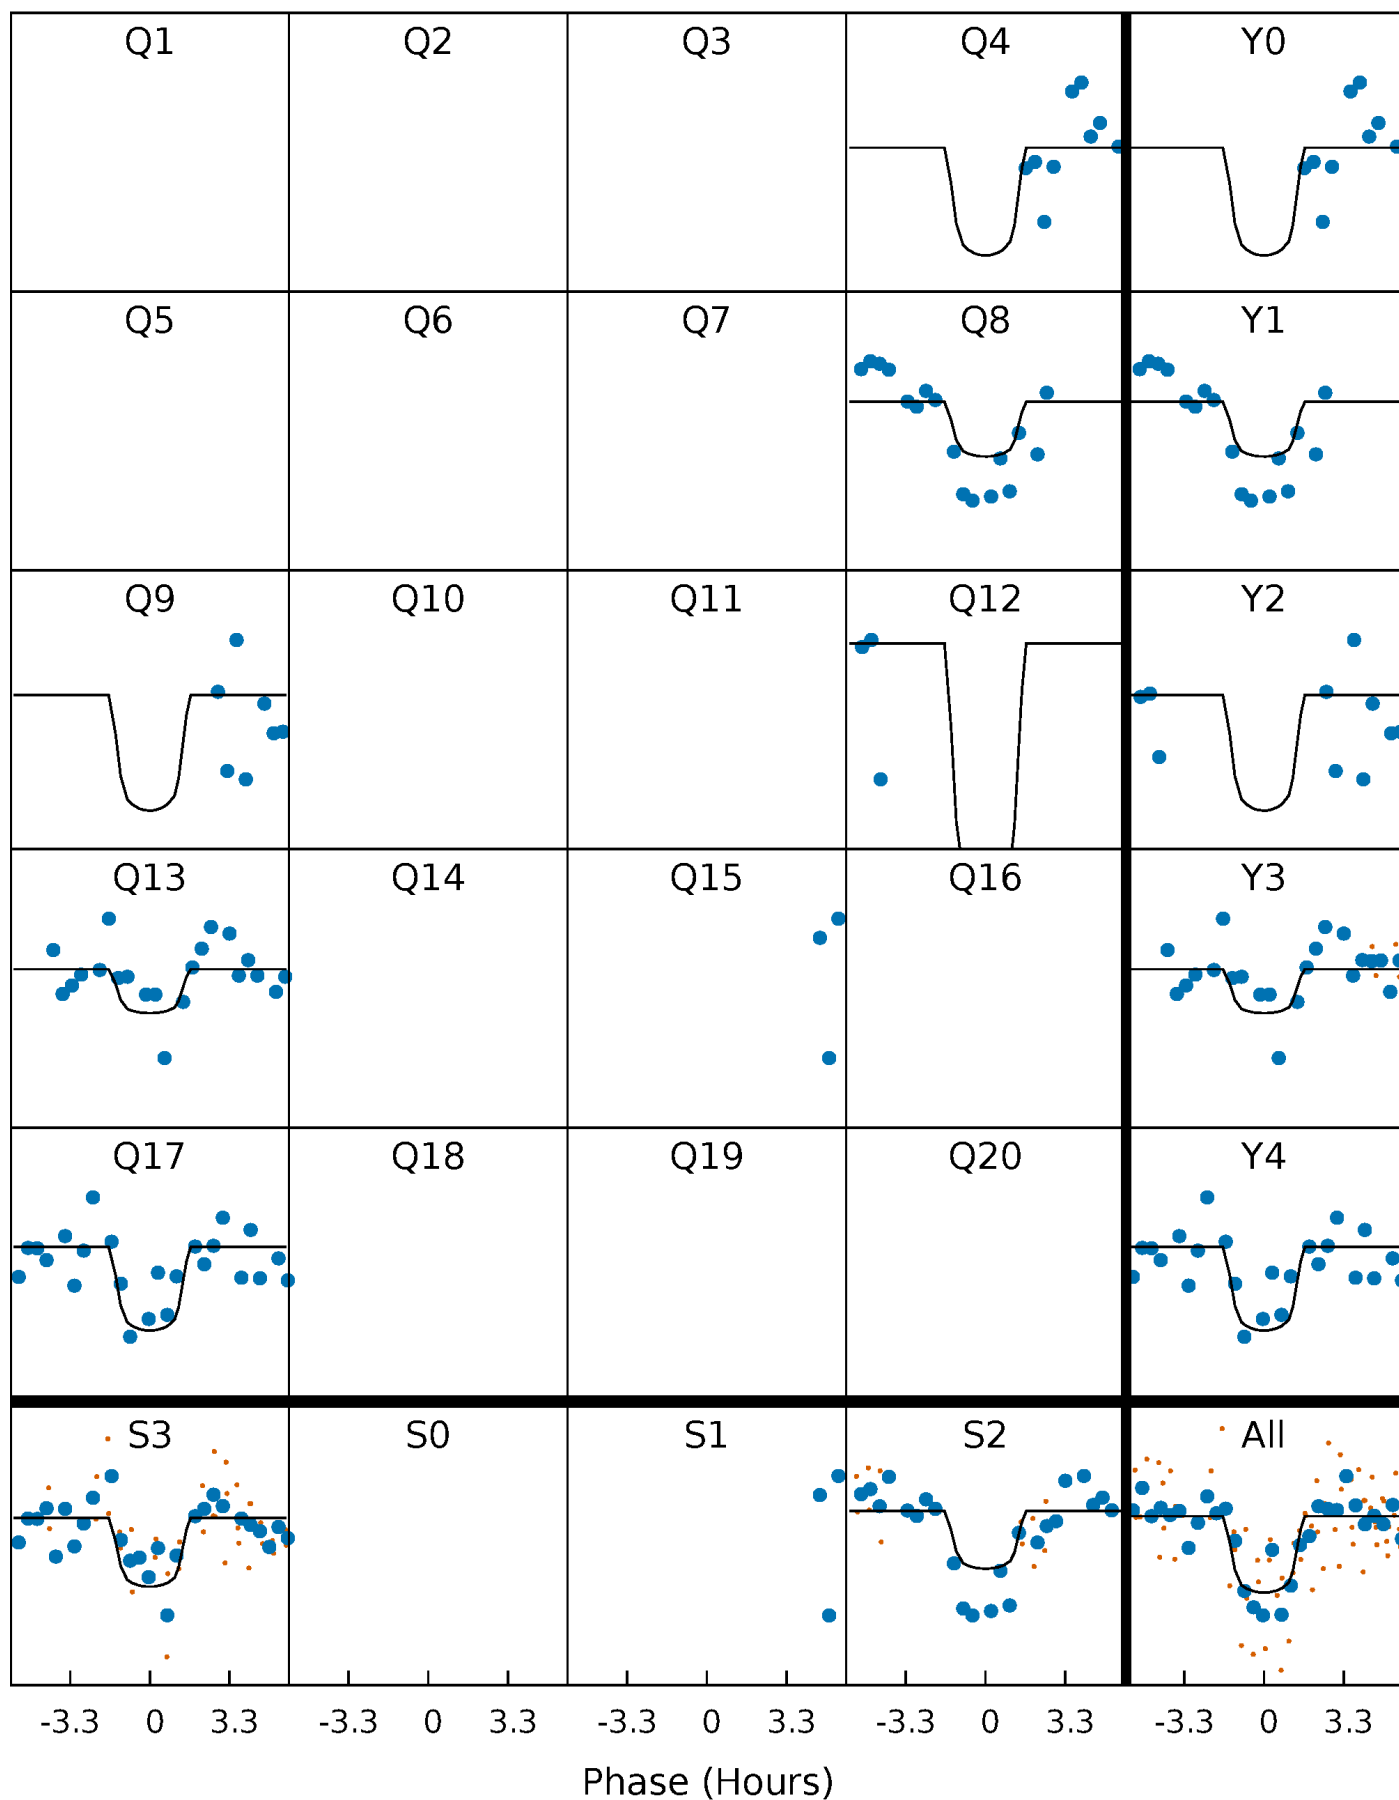 Q1 Q2 Q3 Q4 Y0
Q5 Q6 Q7 Q8 Y1
Q9 Q10 Q11 Q12 Y2
Q13 Q14 Q15 Q16 Y3
Q17 Q18 Q19 Q20 Y4
S3 S0 S1 S2 All
-3.3 0 3.3 -3.3 0 3.3 -3.3 0 3.3 -3.3 0 3.3 -3.3 0 3.3
Phase (Hours)